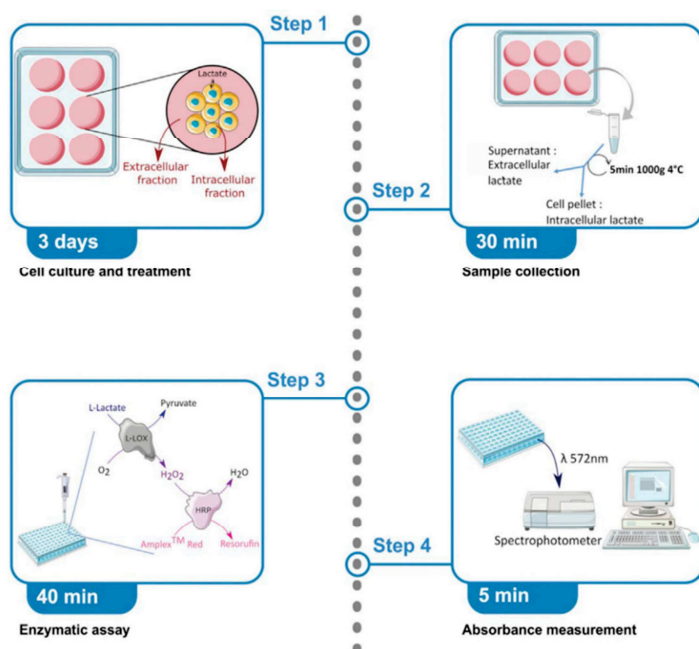 Step 1
Lactate
Extracellular
fraction
Intracellular
fraction
3 days
Cell culture and treatment
Step 2
Supernatant :
Extracellular
lactate
5min 1000g 4°C
Cell pellet :
Intracellular lactate
30 min
Sample collection
Step 3
L-Lactate
Pyruvate
L-LOX
O2
H2O2
H2O
HRP
Amplex™ Red
Resorufin
40 min
Enzymatic assay
Step 4
λ 572nm
Spectrophotometer
5 min
Absorbance measurement